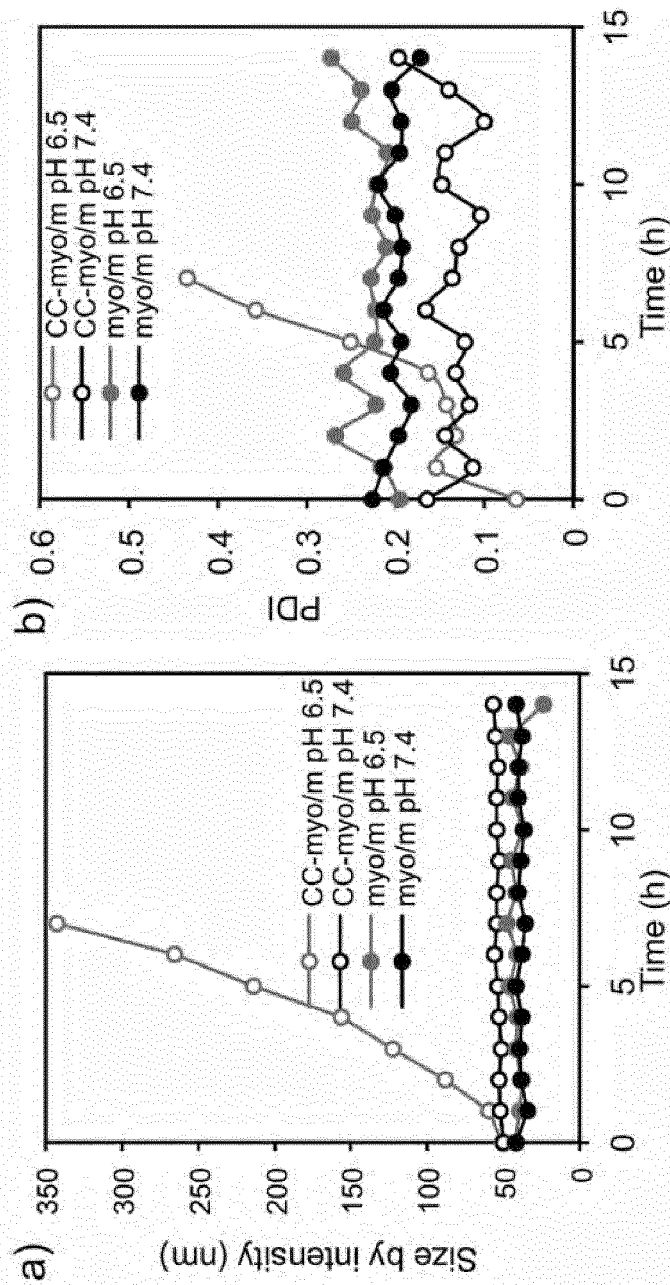 a)
Size by intensity (nm)
350
300
250
200
150
100
50
0
0
5
10
15
Time (h)
CC-myo/m pH 6.5
CC-myo/m pH 7.4
myo/m pH 6.5
myo/m pH 7.4
b)
PDI
0.6
0.5
0.4
0.3
0.2
0.1
0
0
5
10
15
Time (h)
CC-myo/m pH 6.5
CC-myo/m pH 7.4
myo/m pH 6.5
myo/m pH 7.4